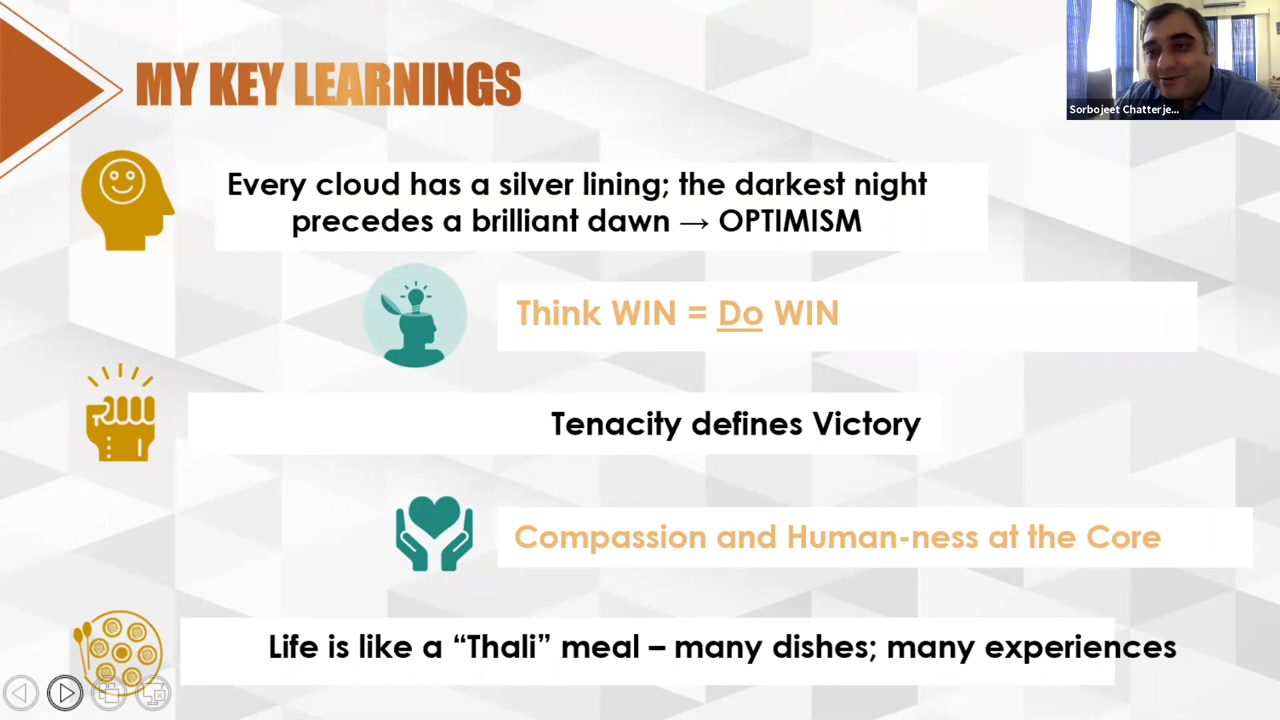 MY KEY LEARNINGS
Sorbojeet Chatterje...
Every cloud has a silver lining; the darkest night
precedes a brilliant dawn → OPTIMISM
Think WIN = Do WIN
Tenacity defines Victory
Compassion and Human-ness at the Core
Life is like a “Thali” meal – many dishes; many experiences